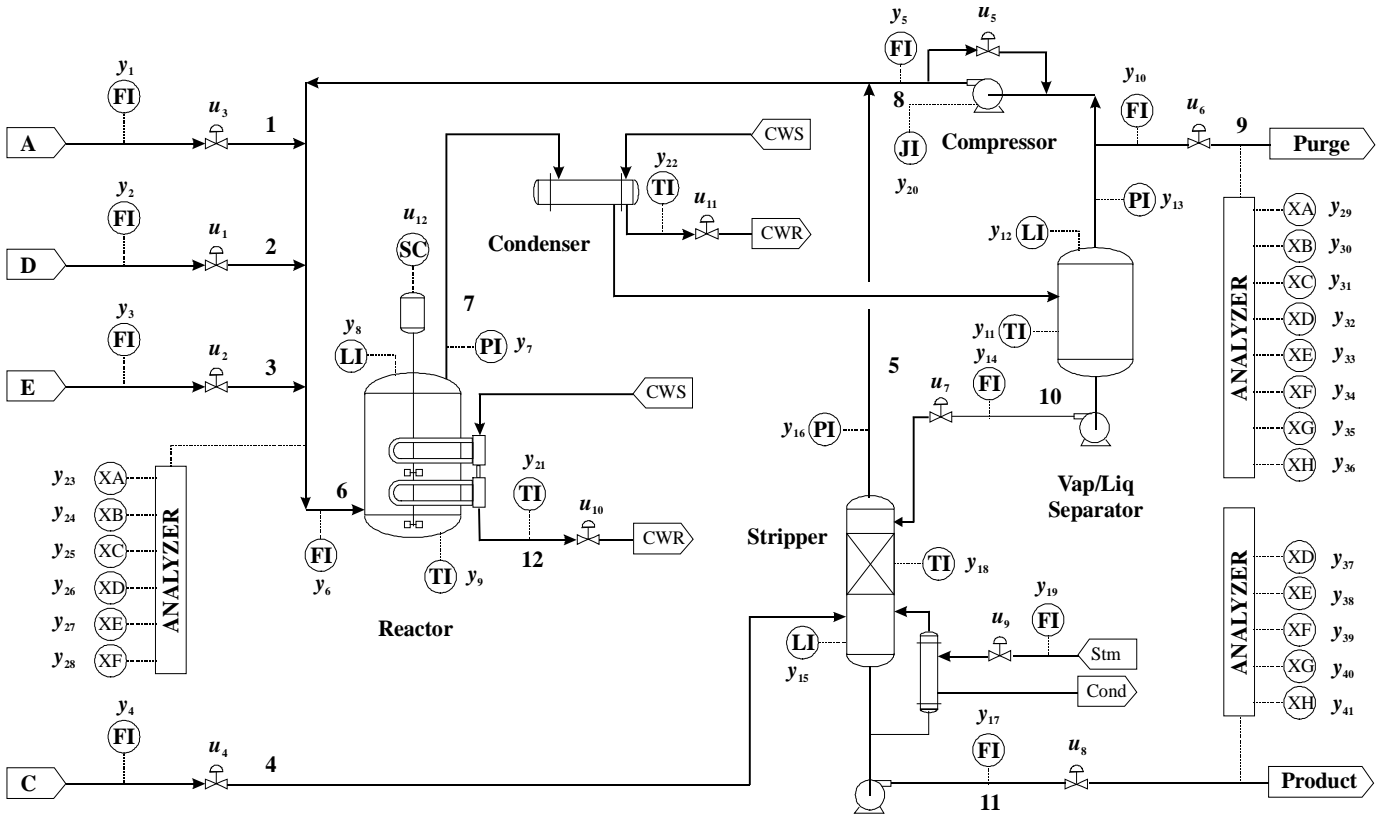 y5
u5
FI
y1
FI
u3
1
A
8
Compressor
JI
y20
y10
FI
u6
9
Purge
CWS
y22
TI
u11
CWR
Condenser
PI
y13
y2
FI
u1
2
D
u12
SC
y12
LI
ANALYZER
XA
y29
XB
y30
XC
y31
XD
y32
XE
y33
XF
y34
XG
y35
XH
y36
7
y8
LI
PI
y7
y11
TI
y3
FI
u2
3
E
5
u7
y14
FI
10
CWS
y16
PI
Vap/Liq
Separator
y23
XA
y24
XB
y25
XC
y26
XD
y27
XE
y28
XF
ANALYZER
6
FI
y6
y21
TI
u10
12
CWR
TI
y9
Reactor
Stripper
TI
y18
y19
FI
u9
Stm
Cond
LI
y15
ANALYZER
XD
y37
XE
y38
XF
y39
XG
y40
XH
y41
y4
FI
u4
4
C
y17
FI
u8
11
Product